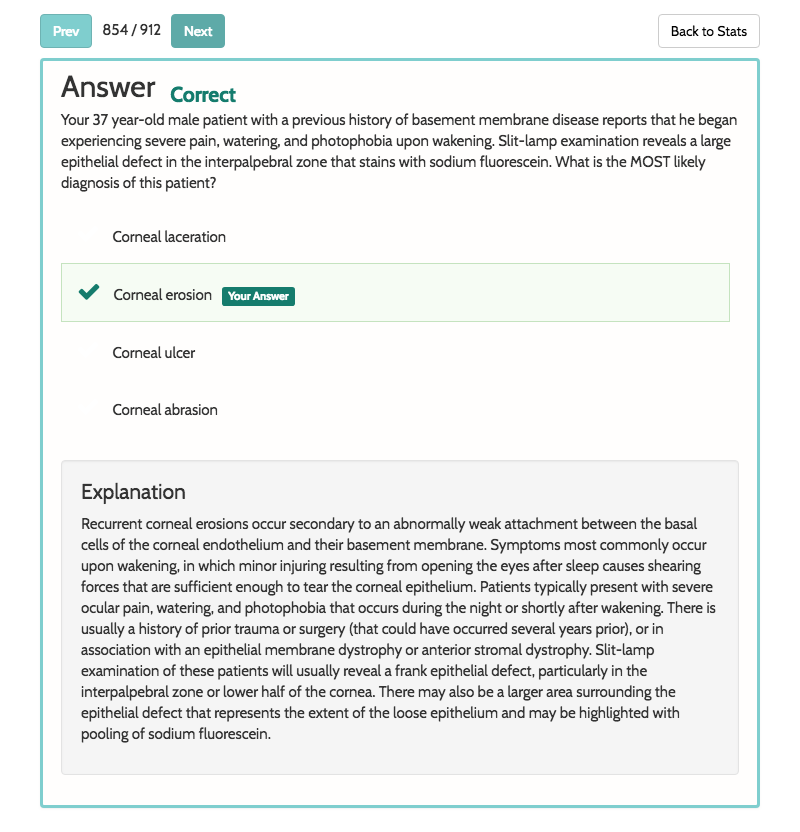 Prev 854 / 912 Next Back to Stats
Answer Correct
Your 37 year-old male patient with a previous history of basement membrane disease reports that he began
experiencing severe pain, watering, and photophobia upon wakening. Slit-lamp examination reveals a large
epithelial defect in the interpalpebral zone that stains with sodium fluorescein. What is the MOST likely
diagnosis of this patient?
Corneal laceration
Corneal erosion Your Answer
Corneal ulcer
Corneal abrasion
Explanation
Recurrent corneal erosions occur secondary to an abnormally weak attachment between the basal
cells of the corneal endothelium and their basement membrane. Symptoms most commonly occur
upon wakening, in which minor injuring resulting from opening the eyes after sleep causes shearing
forces that are sufficient enough to tear the corneal epithelium. Patients typically present with severe
ocular pain, watering, and photophobia that occurs during the night or shortly after wakening. There is
usually a history of prior trauma or surgery (that could have occurred several years prior), or in
association with an epithelial membrane dystrophy or anterior stromal dystrophy. Slit-lamp
examination of these patients will usually reveal a frank epithelial defect, particularly in the
interpalpebral zone or lower half of the cornea. There may also be a larger area surrounding the
epithelial defect that represents the extent of the loose epithelium and may be highlighted with
pooling of sodium fluorescein.